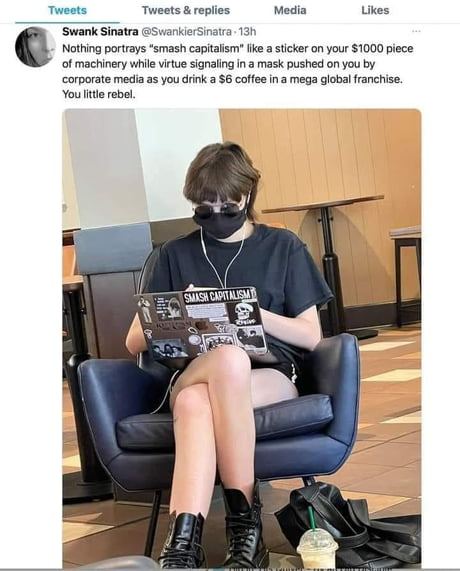 Tweets Tweets & replies Media Likes
Swank Sinatra @SwankierSinatra · 13h
Nothing portrays “smash capitalism” like a sticker on your $1000 piece
of machinery while virtue signaling in a mask pushed on you by
corporate media as you drink a $6 coffee in a mega global franchise.
You little rebel.
SMASH CAPITALISM!